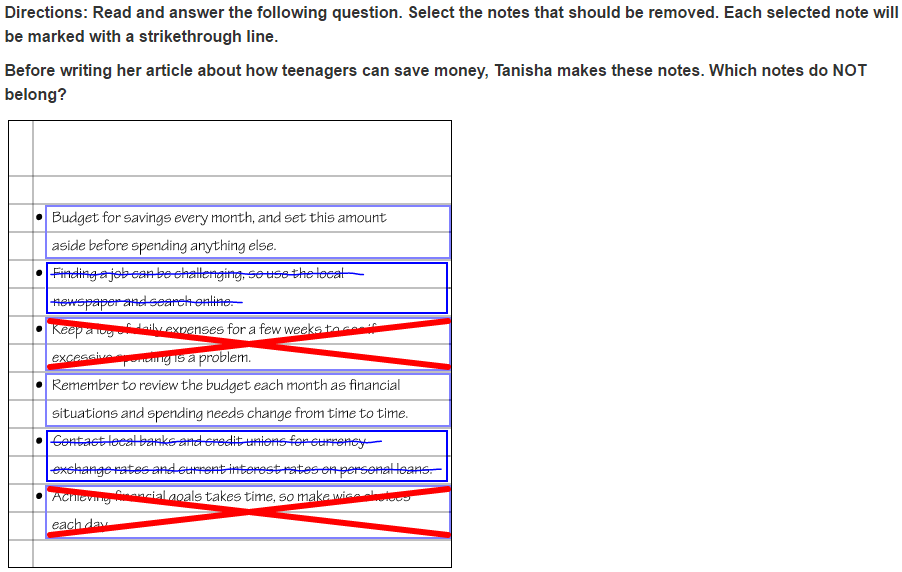 Directions: Read and answer the following question. Select the notes that should be removed. Each selected note will
be marked with a strikethrough line.
Before writing her article about how teenagers can save money, Tanisha makes these notes. Which notes do NOT
belong?
• Budget for savings every month, and set this amount
aside before spending anything else.
• Finding a job can be challenging, so use the local
newspaper and search online.
• Keep a log of daily expenses for a few weeks to see if
excessive spending is a problem.
• Remember to review the budget each month as financial
situations and spending needs change from time to time.
• Contact local banks and credit unions for currency
exchange rates and current interest rates on personal loans.
• Achieving financial goals takes time, so make wise choices
each day.